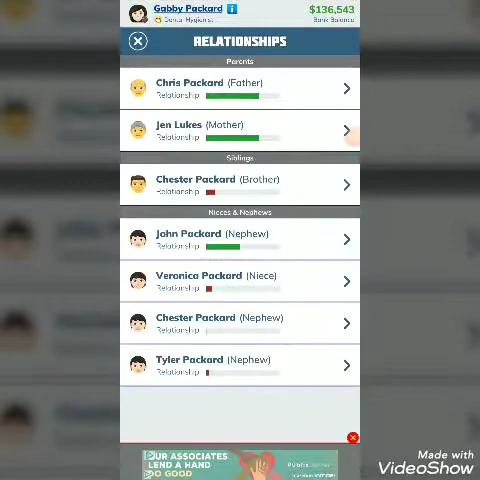 Gabby Packard i
Dental Hygienist
$136,543
Bank Balance
RELATIONSHIPS
Parents
Chris Packard (Father)
Relationship
Jen Lukes (Mother)
Relationship
Siblings
Chester Packard (Brother)
Relationship
Nieces & Nephews
John Packard (Nephew)
Relationship
Veronica Packard (Niece)
Relationship
Chester Packard (Nephew)
Relationship
Tyler Packard (Nephew)
Relationship
OUR ASSOCIATES
LEND A HAND
DO GOOD
Publix
Made with
VideoShow